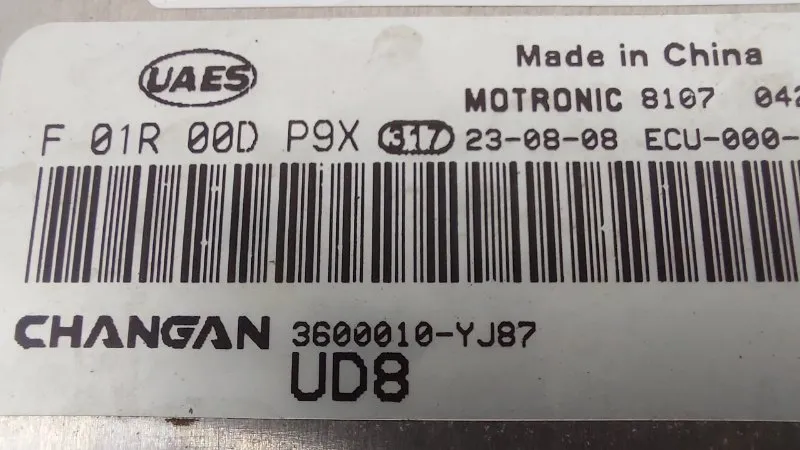 UAES
Made in China
MOTRONIC 8107 042
F 01R 00D P9X 317 23-08-08 ECU-000-
CHANGAN 3600010-YJ87
UD8